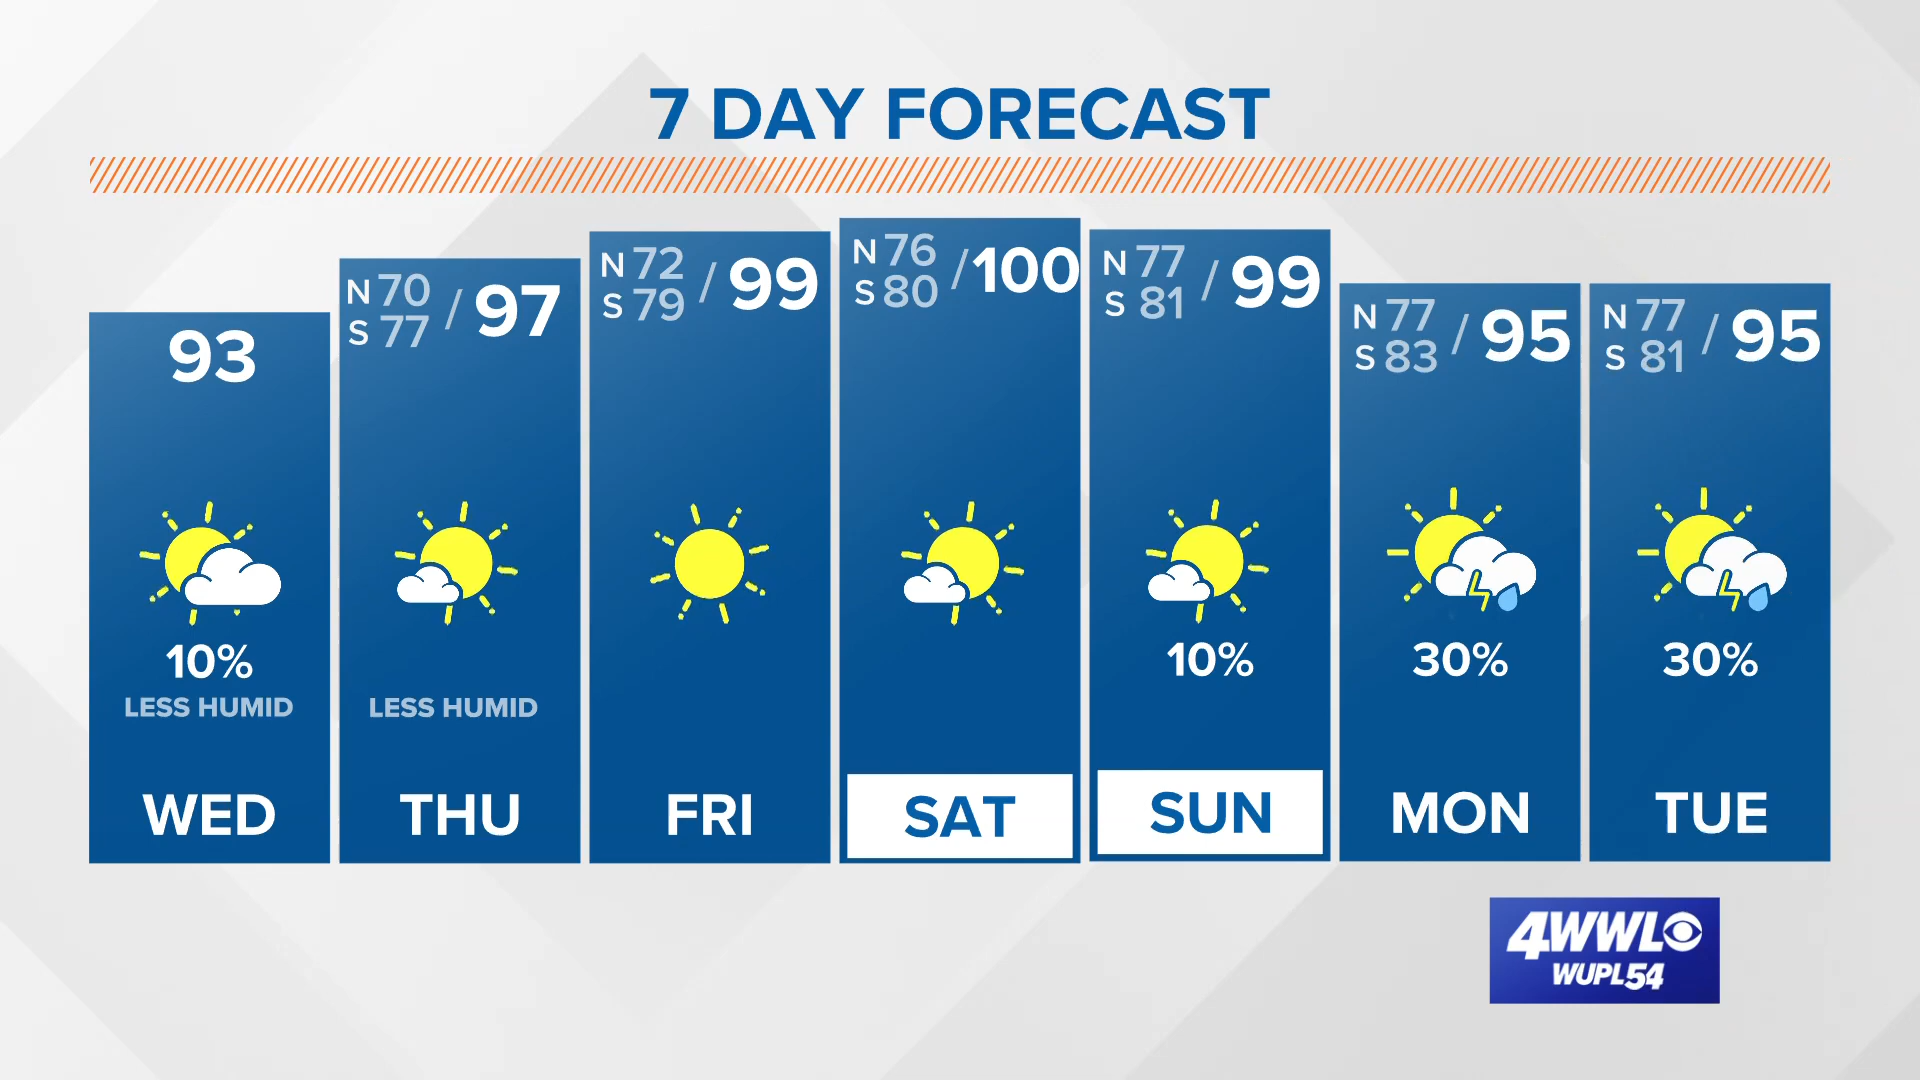 7 DAY FORECAST
93
10%
LESS HUMID
WED
N 70
S 77
/ 97
LESS HUMID
THU
N 72
S 79
/ 99
FRI
N 76
S 80
/ 100
SAT
N 77
S 81
/ 99
10%
SUN
N 77
S 83
/ 95
30%
MON
N 77
S 81
/ 95
30%
TUE
4WWL
WUPL54